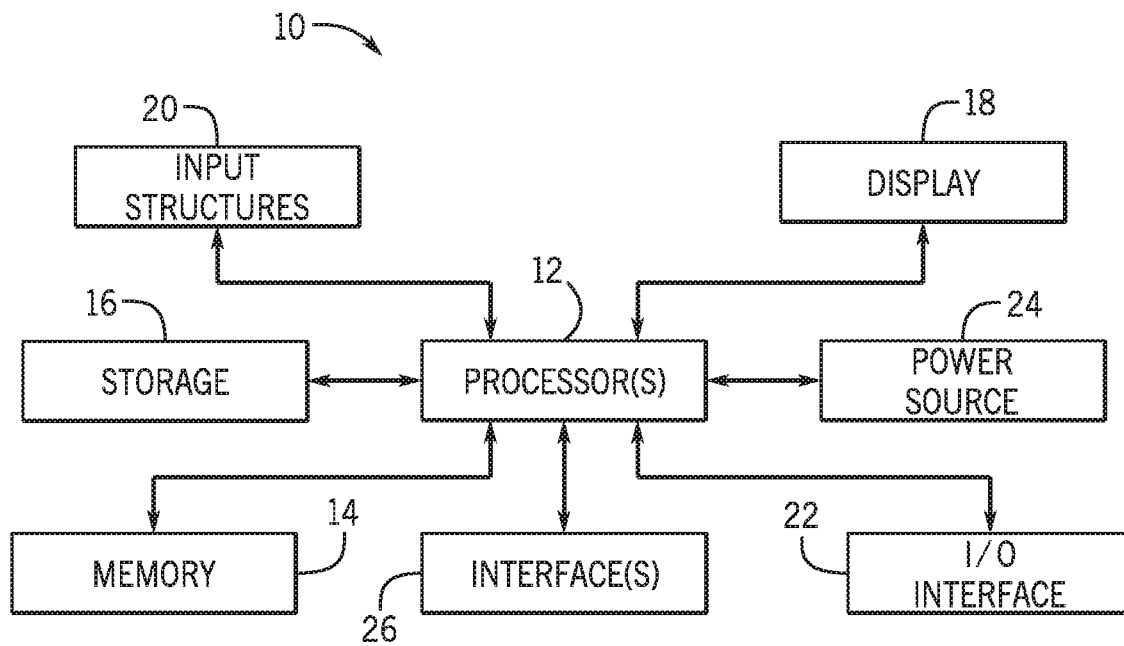 10
20
18
INPUT
STRUCTURES
DISPLAY
12
16
24
STORAGE
PROCESSOR(S)
POWER
SOURCE
14
22
MEMORY
INTERFACE(S)
I/O
INTERFACE
26